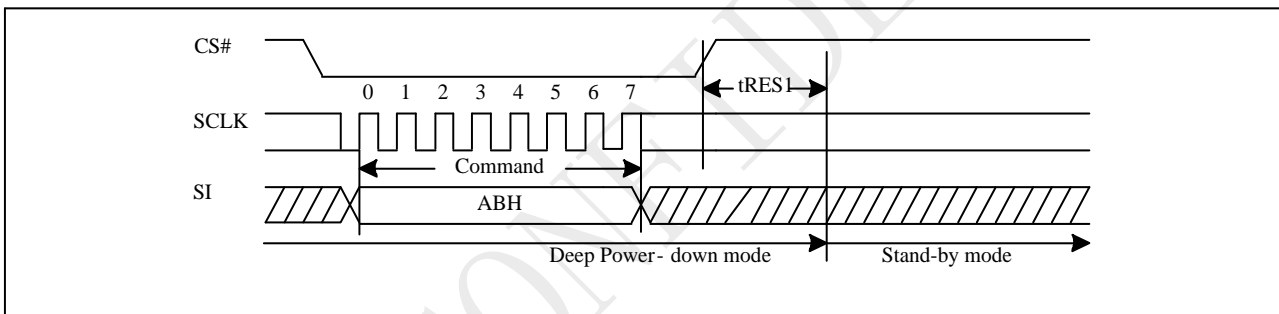 CS#
tRES1
0 1 2 3 4 5 6 7
SCLK
Command
SI
ABH
Deep Power- down mode Stand-by mode